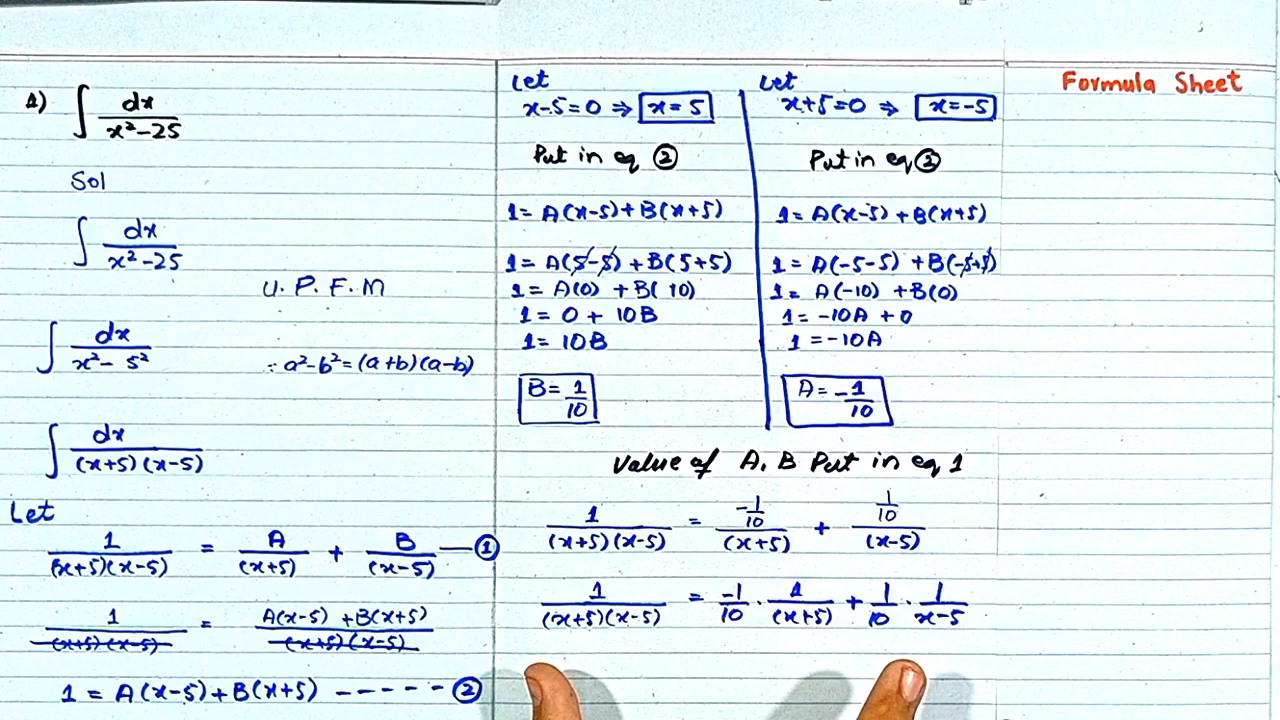 1) ∫ dx / x²-25
Sol
∫ dx / x²-25
U. P. F. M
∫ dx / x²- 5² ∵ a²-b²=(a+b)(a-b)
∫ dx / (x+5)(x-5)
Let
1 / (x+5)(x-5) = A / (x+5) + B / (x-5) — ①
1 / (x+5)(x-5) = A(x-5)+B(x+5) / (x+5)(x-5)
1 = A(x-5)+B(x+5) ----- ②
Let
x-5=0 ⇒ x=5
Put in eq ②
1= A(x-5)+B(x+5)
1= A(5-5)+B(5+5)
1= A(0) +B( 10)
1= 0 + 10B
1= 10B
B= 1/10
Let
x+5=0 ⇒ x=-5
Put in eq ②
1= A(x-5)+B(x+5)
1= A(-5-5) +B(-5+5)
1= A(-10) +B(0)
1= -10A + 0
1 =-10A
A= -1/10
Value of A, B Put in eq 1
1 / (x+5)(x-5) = -1/10 / (x+5) + 1/10 / (x-5)
1 / (x+5)(x-5) = -1/10 . 1/(x+5) + 1/10 . 1/x-5
Formula Sheet